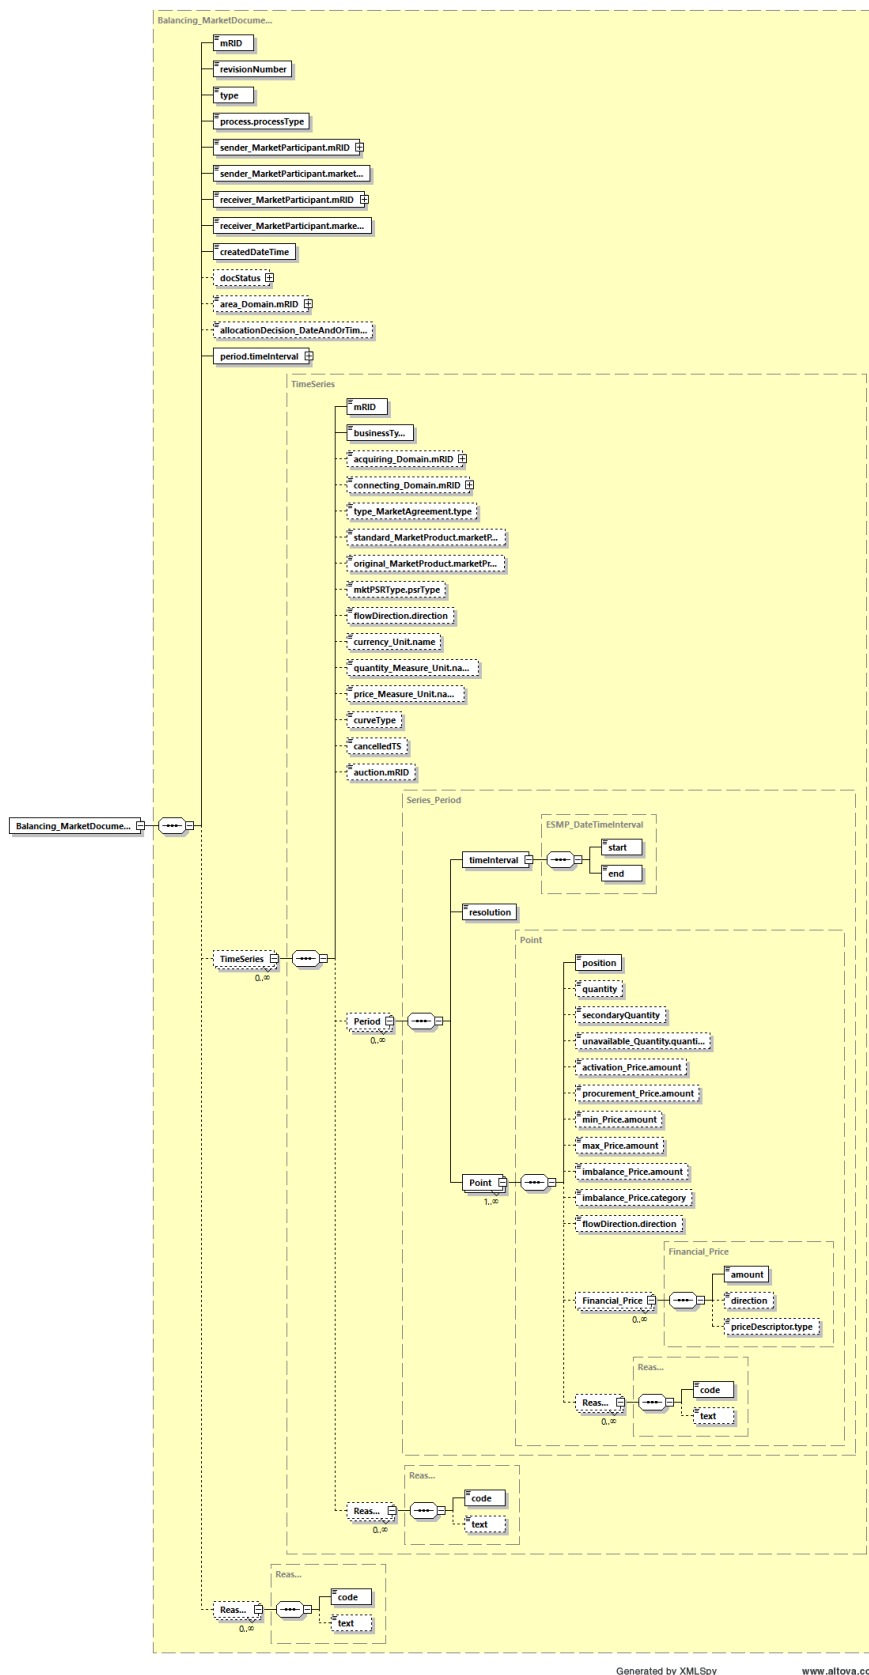 Balancing_MarketDocume...
mRID
revisionNumber
type
process.processType
sender_MarketParticipant.mRID
sender_MarketParticipant.market...
receiver_MarketParticipant.mRID
receiver_MarketParticipant.marke...
createdDateTime
docStatus
area_Domain.mRID
allocationDecision_DateAndOrTim...
period.timeInterval
TimeSeries
mRID
businessTy...
acquiring_Domain.mRID
connecting_Domain.mRID
type_MarketAgreement.type
standard_MarketProduct.marketP...
original_MarketProduct.marketPr...
mktPSRType.psrType
flowDirection.direction
currency_Unit.name
quantity_Measure_Unit.na...
price_Measure_Unit.na...
curveType
cancelledTS
auction.mRID
Series_Period
Balancing_MarketDocume...
ESMP_DateTimeInterval
start
timeInterval
end
resolution
Point
TimeSeries
0..∞
position
quantity
secondaryQuantity
Period
0..∞
unavailable_Quantity.quanti...
activation_Price.amount
procurement_Price.amount
min_Price.amount
max_Price.amount
imbalance_Price.amount
Point
1..∞
imbalance_Price.category
flowDirection.direction
Financial_Price
amount
Financial_Price
0..∞
direction
priceDescriptor.type
Reas...
code
Reas...
0..∞
text
Reas...
code
Reas...
0..∞
text
Reas...
code
Reas...
0..∞
text
Generated by XMLSpy www.altova.co